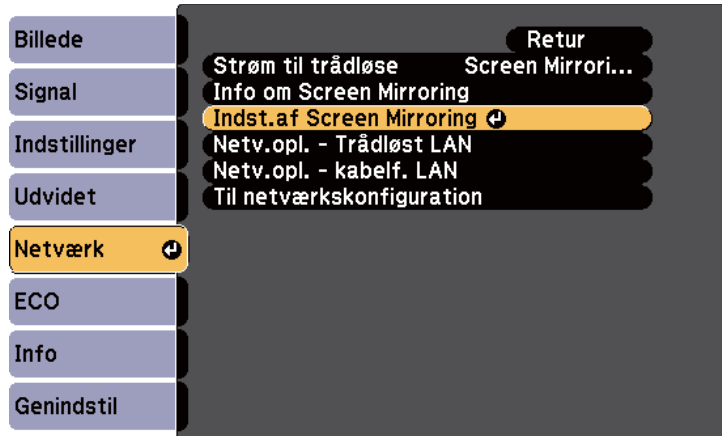 Billede
Signal
Indstillinger
Udvidet
Netværk
ECO
Info
Genindstil
Retur
Strøm til trådløse Screen Mirrori...
Info om Screen Mirroring
Indst.af Screen Mirroring
Netv.opl. - Trådløst LAN
Netv.opl. - kabelf. LAN
Til netværkskonfiguration